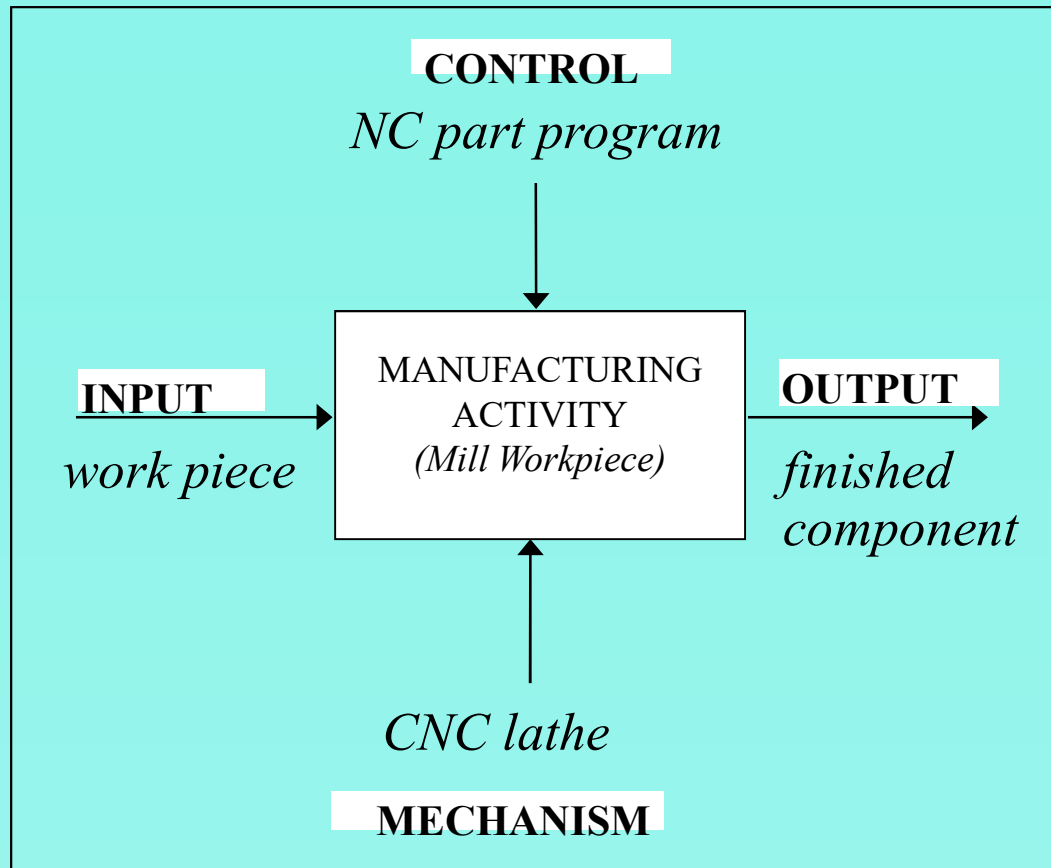 CONTROL
NC part program
MANUFACTURING
ACTIVITY
(Mill Workpiece)
INPUT
work piece
OUTPUT
finished
component
CNC lathe
MECHANISM